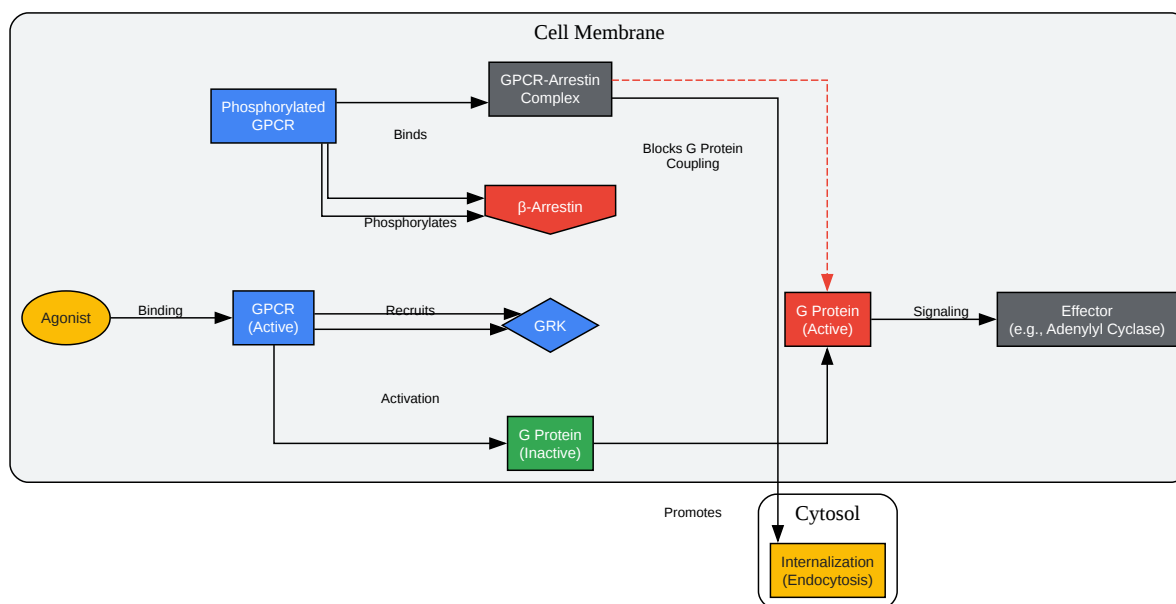 Cell Membrane
Phosphorylated
GPCR
GPCR-Arrestin
Complex
Binds
Blocks G Protein
Coupling
β-Arrestin
Phosphorylates
Agonist
Binding
GPCR
(Active)
Recruits
GRK
G Protein
(Active)
Signaling
Effector
(e.g., Adenylyl Cyclase)
Activation
G Protein
(Inactive)
Promotes
Cytosol
Internalization
(Endocytosis)